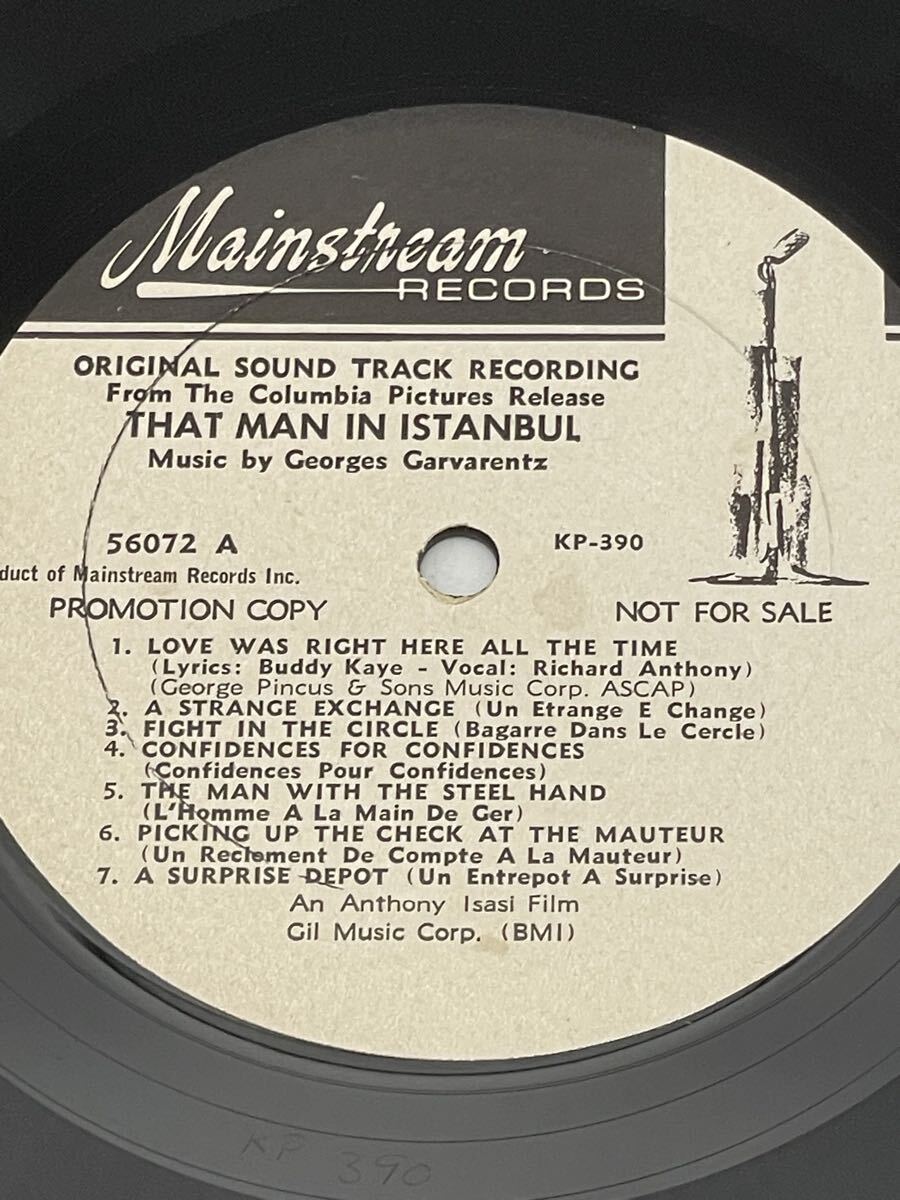 Mainstream
RECORDS
ORIGINAL SOUND TRACK RECORDING
From The Columbia Pictures Release
THAT MAN IN ISTANBUL
Music by Georges Garvarentz
56072 A
KP-390
duct of Mainstream Records Inc.
PROMOTION COPY
NOT FOR SALE
1. LOVE WAS RIGHT HERE ALL THE TIME
(Lyrics: Buddy Kaye - Vocal: Richard Anthony)
(George Pincus & Sons Music Corp. ASCAP)
2. A STRANGE EXCHANGE (Un Etrange E Change)
3. FIGHT IN THE CIRCLE (Bagarre Dans Le Cercle)
4. CONFIDENCES FOR CONFIDENCES
(Confidences Pour Confidences)
5. THE MAN WITH THE STEEL HAND
(L'Homme A La Main De Ger)
6. PICKING UP THE CHECK AT THE MAUTEUR
(Un Reclement De Compte A La Mauteur)
7. A SURPRISE DEPOT (Un Entrepot A Surprise)
An Anthony Isasi Film
Gil Music Corp. (BMI)
KP 390